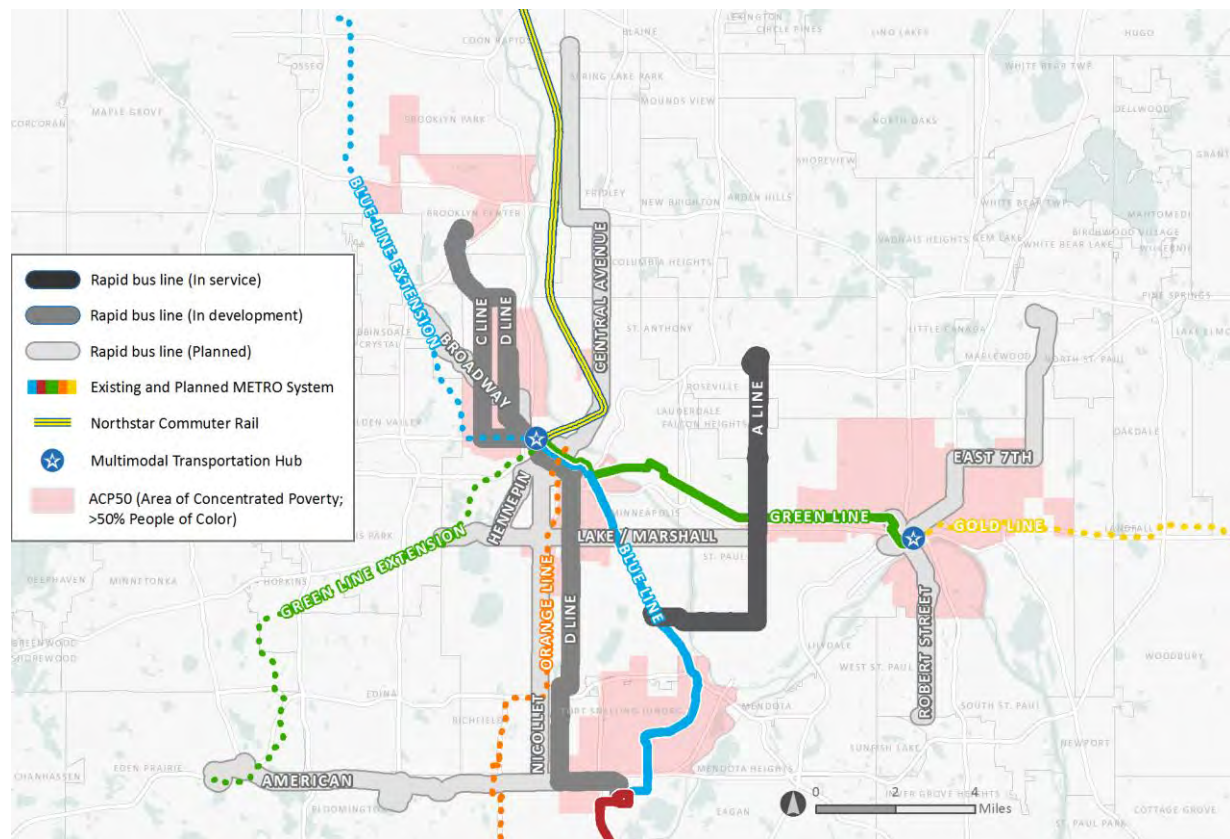 LEXINGTON
CIRCLE PINES
BLAINE
LINO LAKES
HUGO
COON RAPIDS
OSSEO
SPRING LAKE PARK
WHITE BEAR TWP
MAPLE GROVE
MOUNDS VIEW
DELLWOOD
CORCORAN
BROOKLYN PARK
NORTH OAKS
GRANT
SHOREVIEW
FRIDLEY
ARDEN HILLS
NEW BRIGHTON
WHITE BEAR
MAHTOMEDI
BROOKLYN CENTER
BIRCHWOOD VILLAGE
VADNAIS HEIGHTS
GEM LAKE
WHITE BEAR LAKE
WILLERNIE
BLUE LINE EXTENSION
COLUMBIA HEIGHTS
CENTRAL AVENUE
Rapid bus line (In service)
PINE SPRINGS
Rapid bus line (In development)
C LINE
D LINE
ST. ANTHONY
LITTLE CANADA
LAKE ELMO
CRYSTAL
BROADWAY
Rapid bus line (Planned)
MAPLEWOOD
NORTH ST. PAUL
Existing and Planned METRO System
ROSEVILLE
A LINE
Northstar Commuter Rail
LAUDERDALE
FALCON HEIGHTS
OAKDALE
Multimodal Transportation Hub
EAST 7TH
HENNEPIN
ACP50 (Area of Concentrated Poverty;
>50% People of Color)
MINNEAPOLIS
GREEN LINE
GOLD LINE
LANDFALL
LAKE / MARSHALL
ST. PAUL
DEEPHAVEN
MINNETONKA
HOPKINS
GREEN LINE EXTENSION
BLUE LINE
ORANGE LINE
D LINE
GREENWOOD
SHOREWOOD
LILYDALE
WEST ST. PAUL
WOODBURY
ROBERT STREET
EDINA
RICHFIELD
FORT SNELLING (UNORG.)
MENDOTA
SOUTH ST. PAUL
NICOLLET
SUNFISH LAKE
NEWPORT
CHANHASSEN
EDEN PRAIRIE
AMERICAN
MENDOTA HEIGHTS
INVER GROVE HEIGHTS
BLOOMINGTON
EAGAN
0 2 4
Miles
COTTAGE GROVE
ST. PAUL PARK